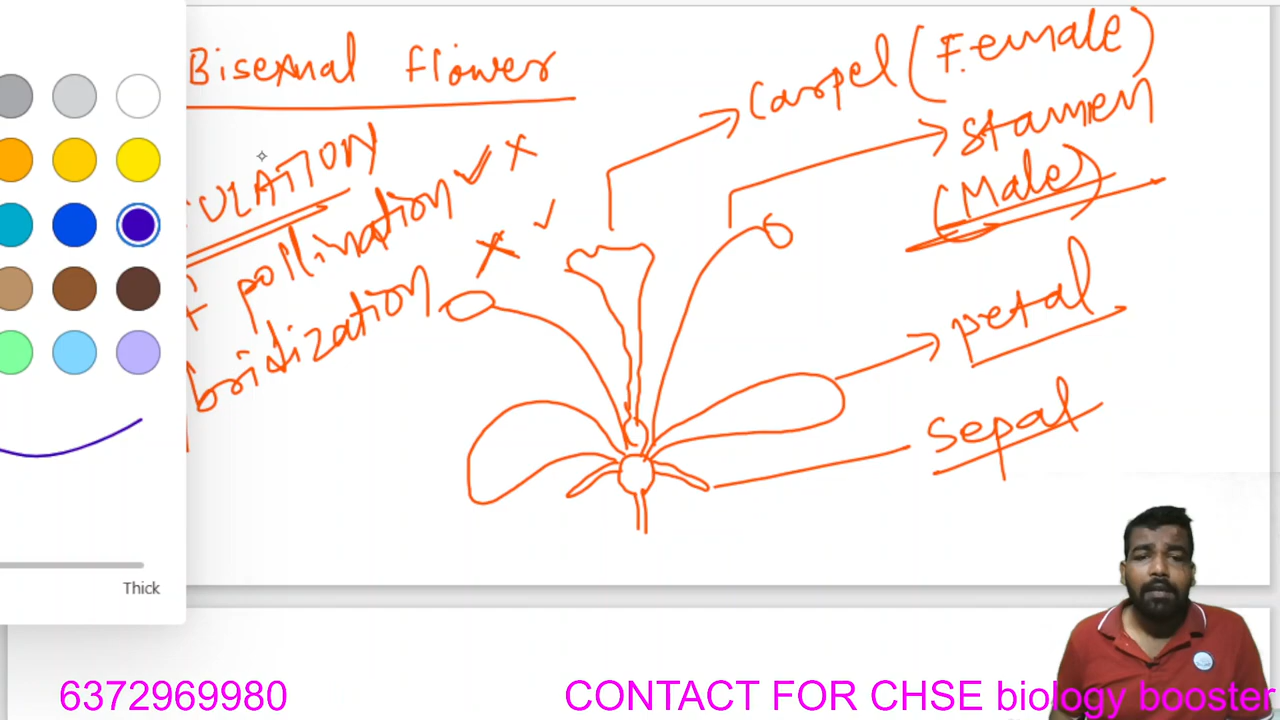 Bisexual flower
Carpel (Female)
Stamen
(Male)
ULATION
pollination ✓ ×
bridization × ✓
petal
Sepal
Thick
6372969980
CONTACT FOR CHSE biology booster